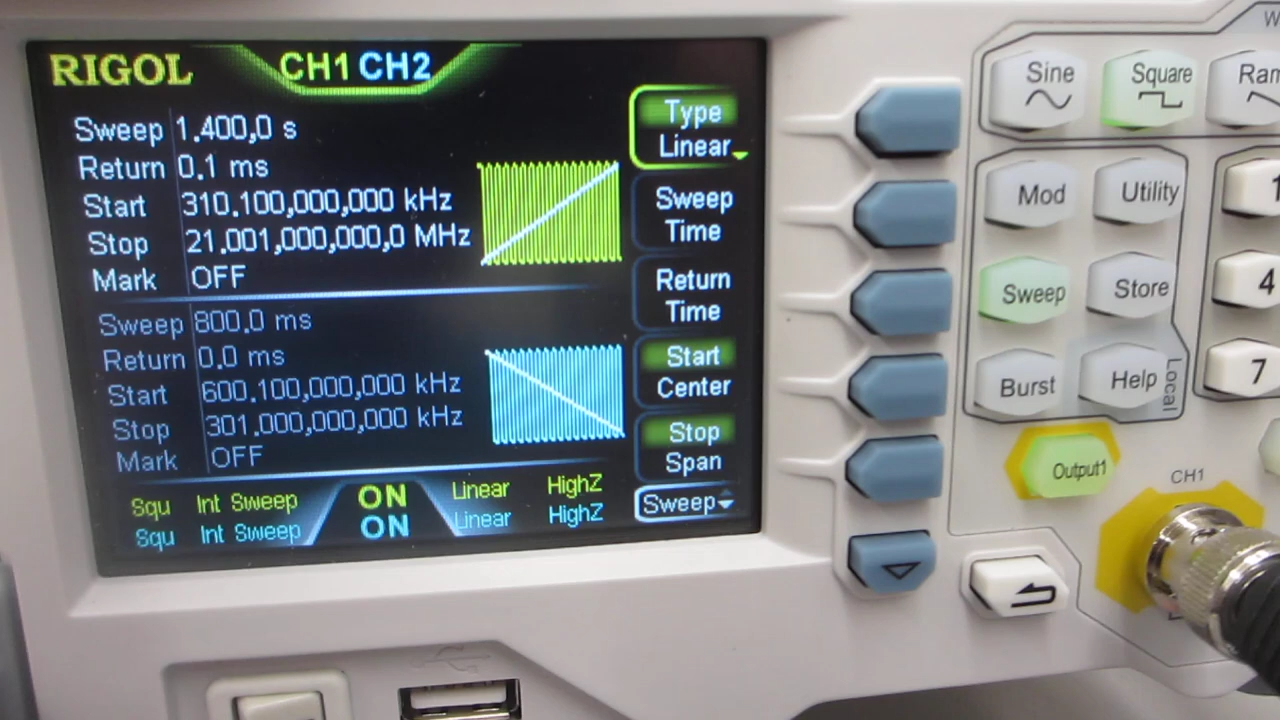 RIGOL
CH1 CH2
Sweep 1.400,0 s
Return 0.1 ms
Start 310.100,000,000 kHz
Stop 21.001,000,000,0 MHz
Mark OFF
Sweep 800.0 ms
Return 0.0 ms
Start 600.100,000,000 kHz
Stop 301.000,000,000 kHz
Mark OFF
Squ Int Sweep ON Linear HighZ
Squ Int Sweep ON Linear HighZ
Type
Linear
Sweep
Time
Return
Time
Start
Center
Stop
Span
Sweep
Sine
Square
Mod
Utility
Sweep
Store
Burst
Help
Local
1
4
7
Output1
CH1